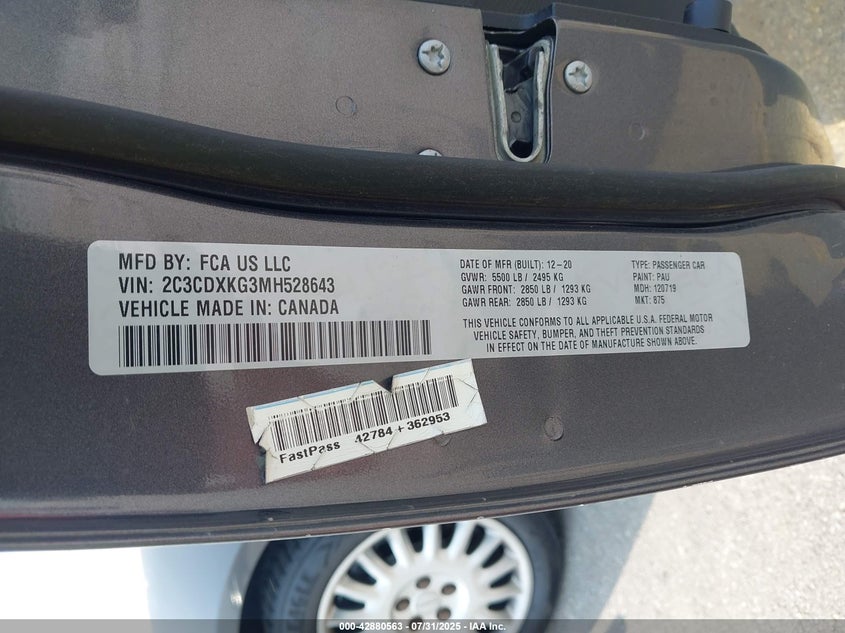 MFD BY: FCA US LLC
VIN: 2C3CDXKG3MH528643
VEHICLE MADE IN: CANADA
DATE OF MFR (BUILT): 12-20
GVWR: 5500 LB / 2495 KG
GAWR FRONT: 2850 LB / 1293 KG
GAWR REAR: 2850 LB / 1293 KG
TYPE: PASSENGER CAR
PAINT: PAU
MDH: 120719
MKT: 875
THIS VEHICLE CONFORMS TO ALL APPLICABLE U.S.A. FEDERAL MOTOR
VEHICLE SAFETY, BUMPER, AND THEFT PREVENTION STANDARDS
IN EFFECT ON THE DATE OF MANUFACTURE SHOWN ABOVE.
FastPass 42784 + 362953
000-42880563 - 07/31/2025 - IAAI.COM